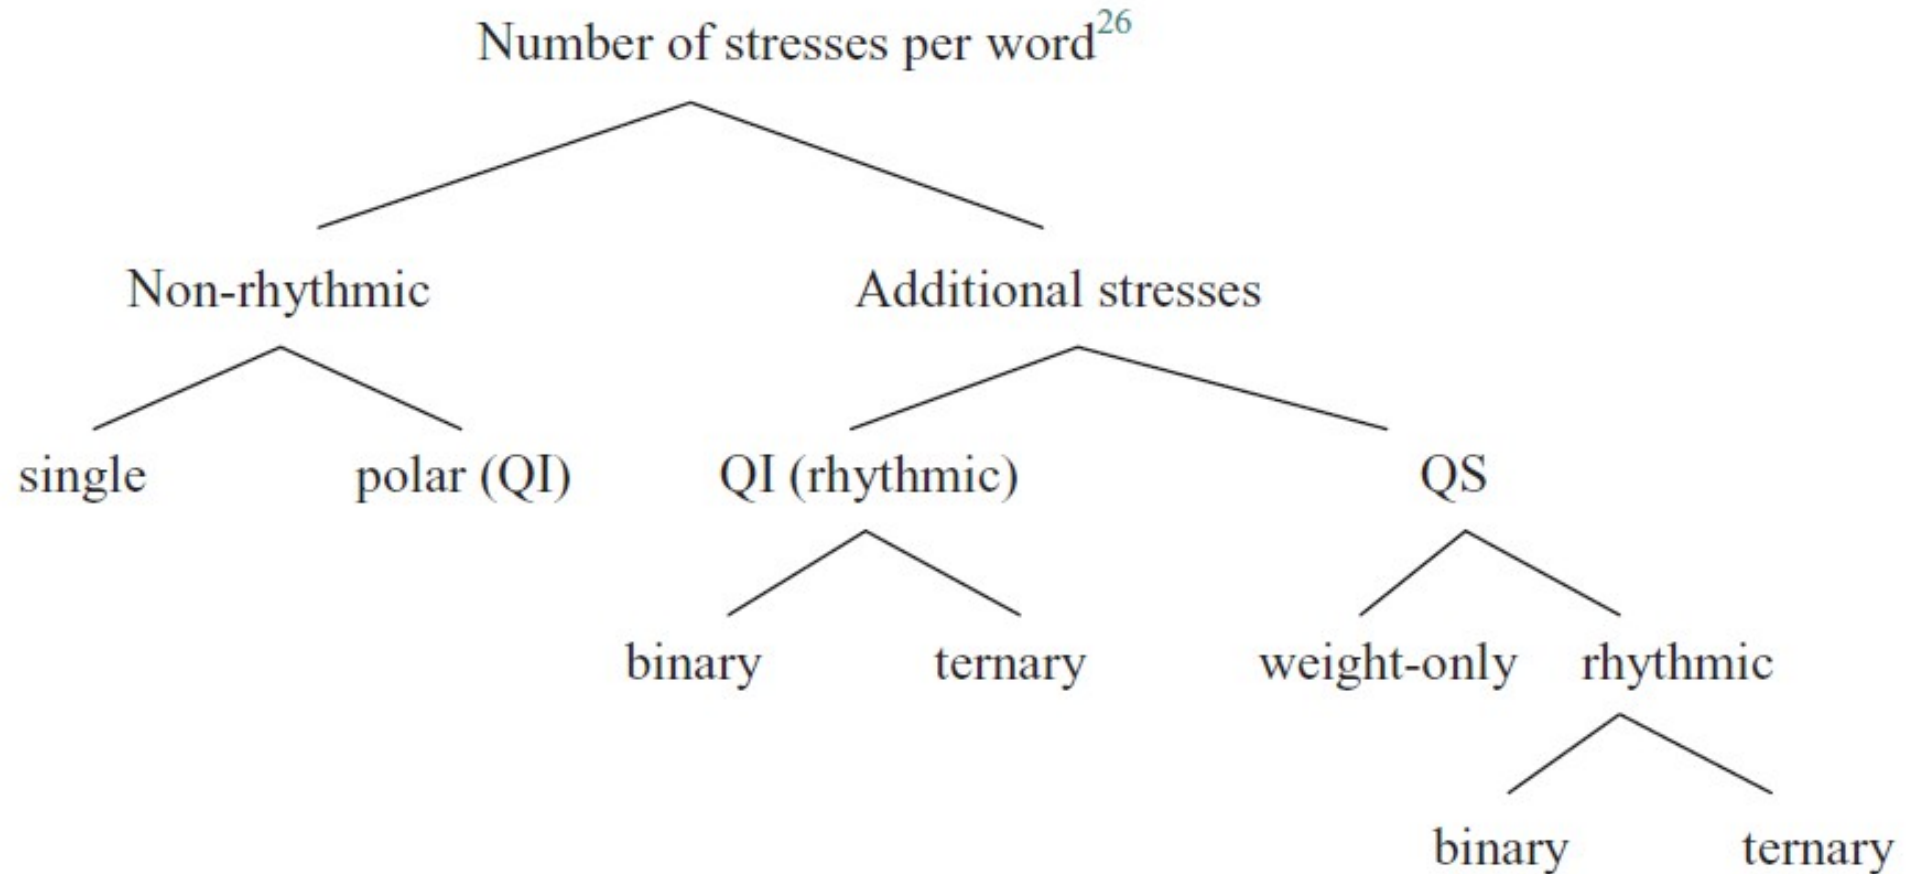 Number of stresses per word26
Non-rhythmic Additional stresses
single polar (QI) QI (rhythmic) QS
binary ternary weight-only rhythmic
binary ternary